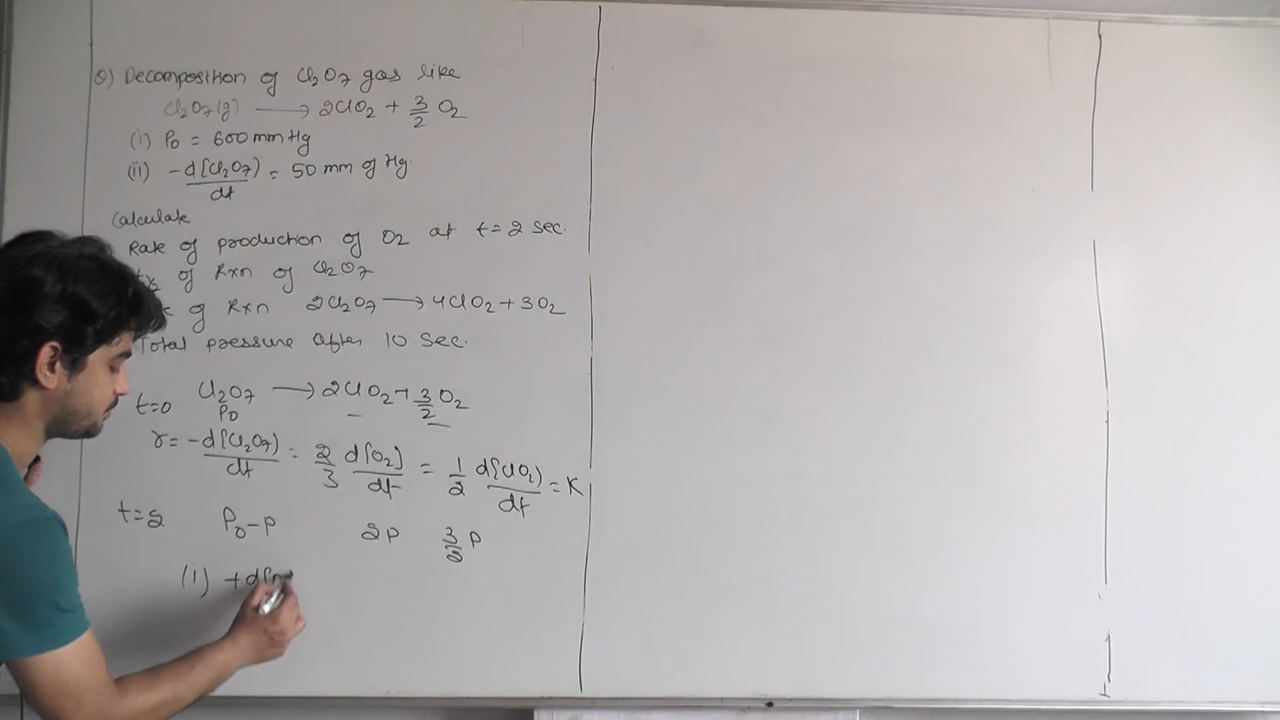 Q) Decomposition of Cl2O7 gas like
Cl2O7(g) ⟶ 2ClO2 + 3/2 O2
(i) P0 = 600 mm Hg
(ii) -d[Cl2O7]/dt = 50 mm of Hg.
Calculate
Rate of production of O2 at t=2 sec.
of Rxn of Cl2O7
of Rxn 2Cl2O7 ⟶ 4ClO2 + 3O2
Total pressure after 10 sec.
Cl2O7 ⟶ 2ClO2 + 3/2 O2
t=0 P0 – –
r = -d[Cl2O7)/dt = 2/3 d[O2]/dt = 1/2 d[ClO2)/dt = K
t=2 P0-P 2P 3/2 P
(1) +d[